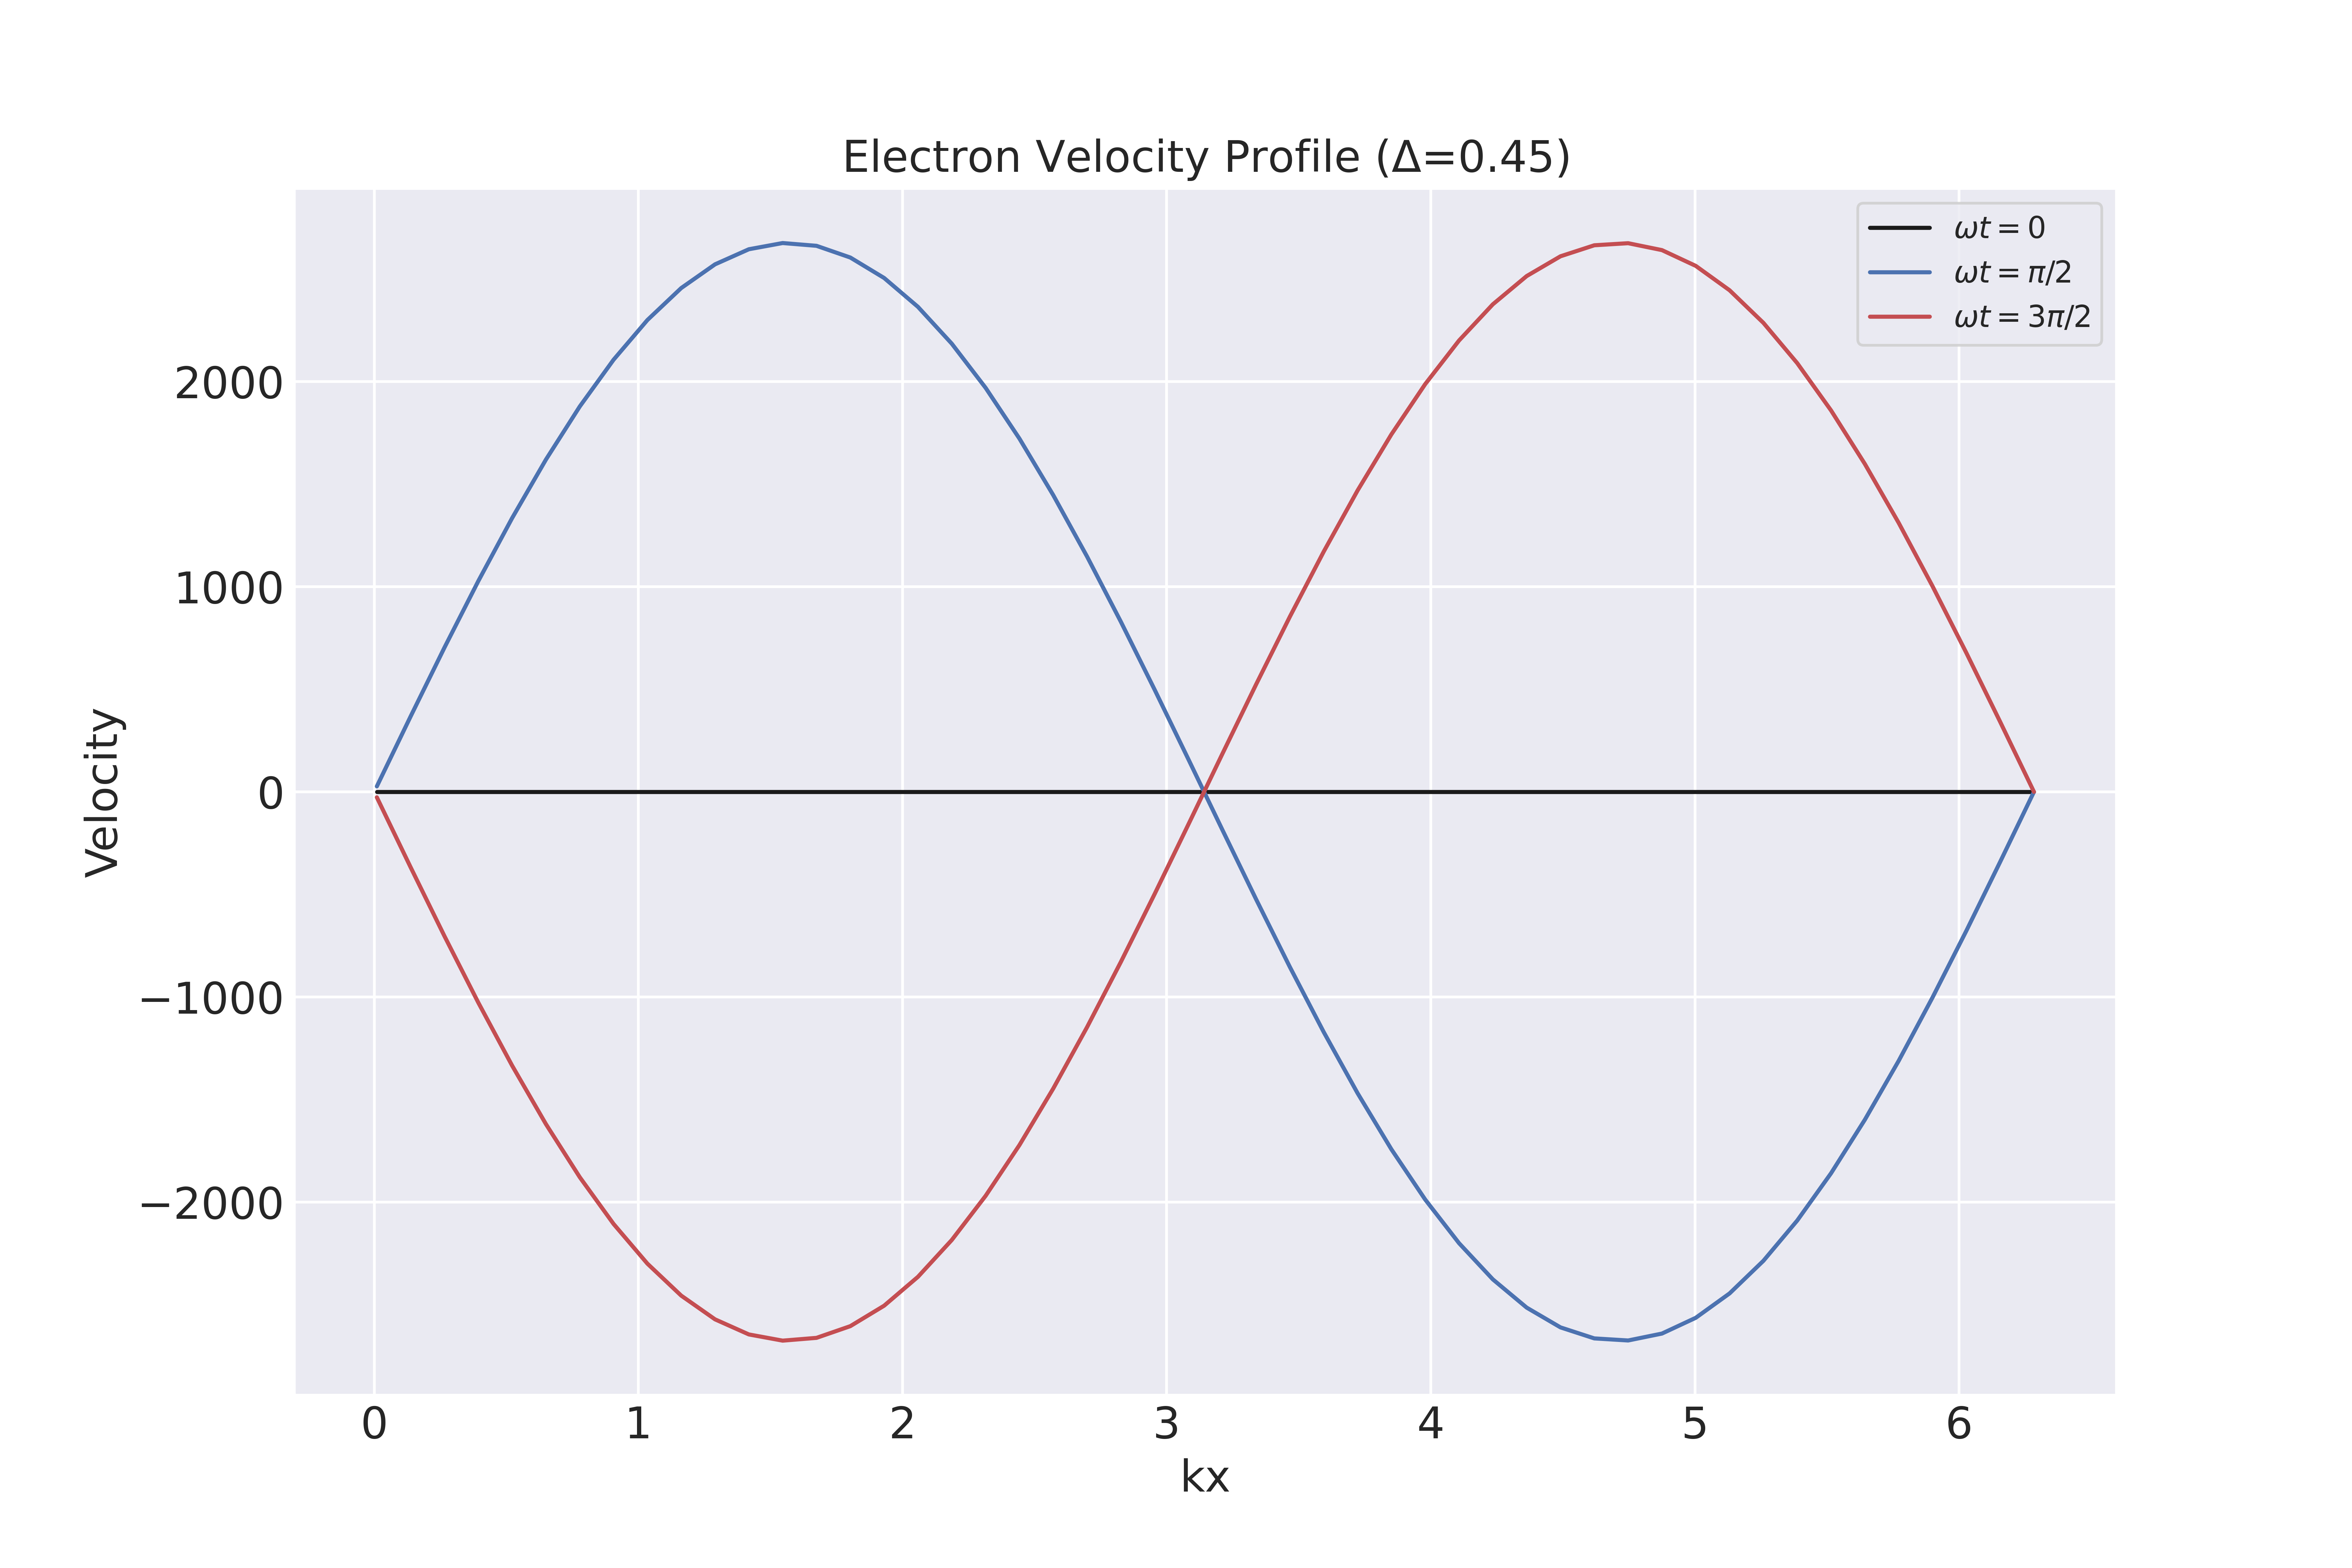 Electron Velocity Profile (Δ=0.45)
ωt = 0
ωt = π/2
ωt = 3π/2
2000
1000
0
−1000
−2000
Velocity
0 1 2 3 4 5 6
kx